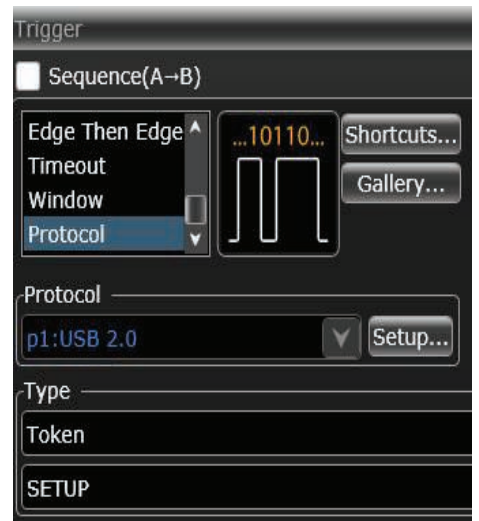 Trigger
Sequence(A→B)
Edge Then Edge
Timeout
Window
Protocol
...10110...
Shortcuts...
Gallery...
Protocol
p1:USB 2.0
Setup...
Type
Token
SETUP